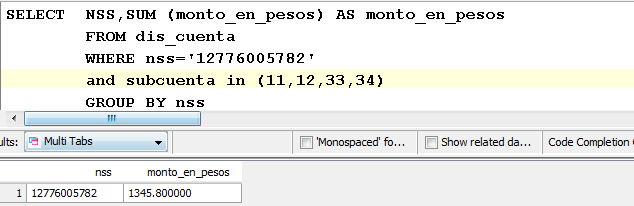 SELECT NSS,SUM (monto_en_pesos) AS monto_en_pesos
FROM dis_cuenta
WHERE nss='12776005782'
and subcuenta in (11,12,33,34)
GROUP BY nss
ults: Multi Tabs 'Monospaced' fo... Show related da... Code Completion
nss monto_en_pesos
1 12776005782 1345.800000